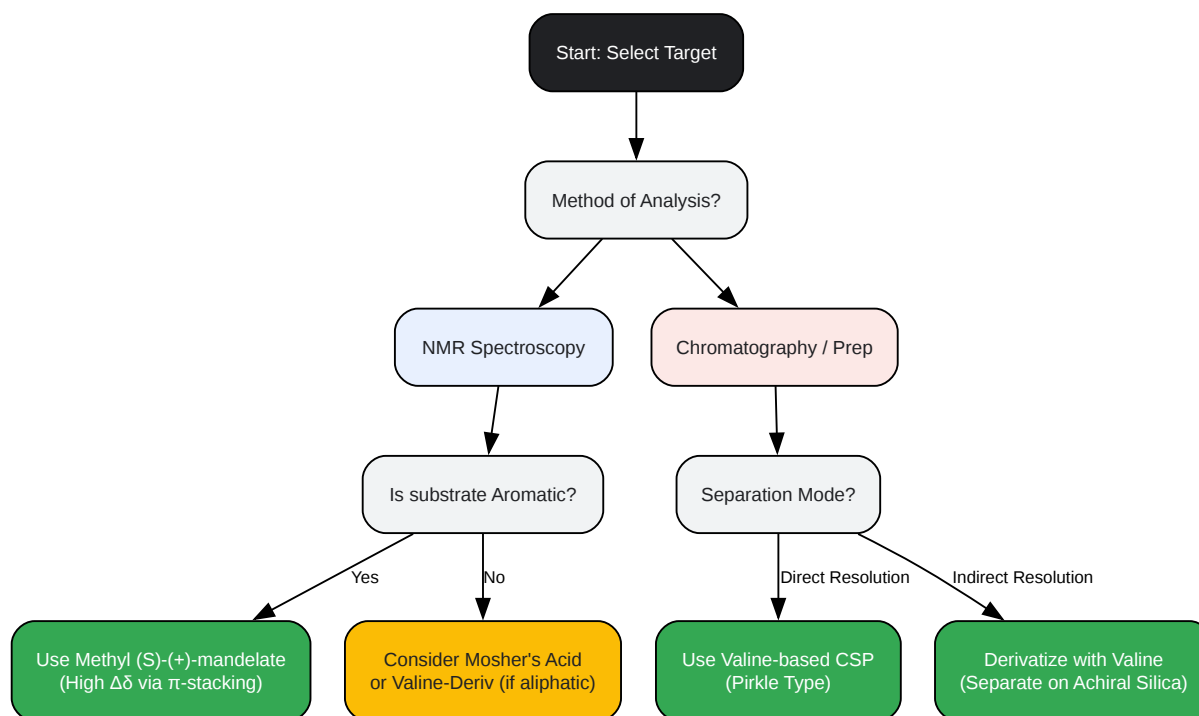 Start: Select Target
Method of Analysis?
NMR Spectroscopy
Chromatography / Prep
Is substrate Aromatic?
Separation Mode?
Yes
No
Direct Resolution
Indirect Resolution
Use Methyl (S)-(+)-mandelate
(High Δδ via π-stacking)
Consider Mosher's Acid
or Valine-Deriv (if aliphatic)
Use Valine-based CSP
(Pirkle Type)
Derivatize with Valine
(Separate on Achiral Silica)